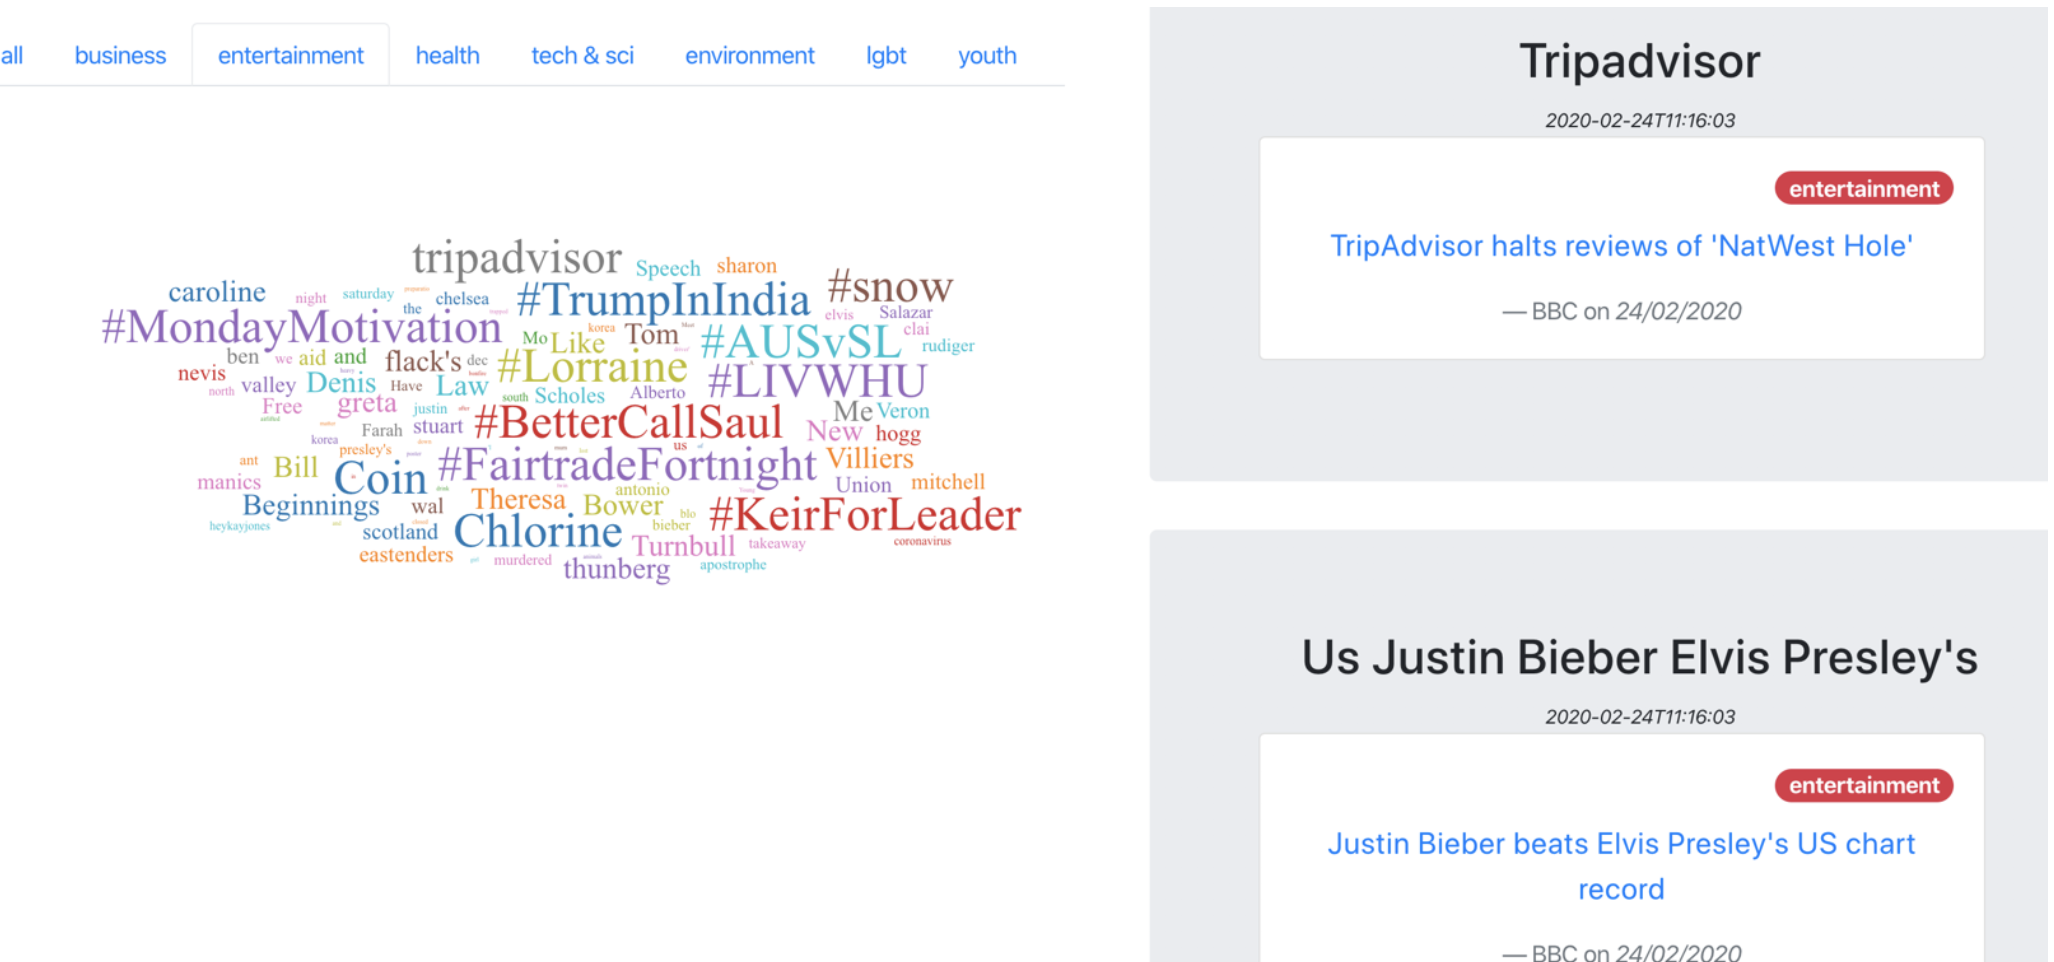 all business entertainment health tech & sci environment lgbt youth
tripadvisor Speech sharon
caroline night saturday chelsea #TrumpInIndia #snow
#MondayMotivation the elvis Salazar
Mo Like korea Tom #AUSvSL clai rudiger
ben we aid and flack's dec #Lorraine
nevis north valley Denis Have Law #LIVWHU
Free greta justin south Scholes Alberto
Farah stuart #BetterCallSaul Me Veron
korea New hogg
presley's us
ant Bill Coin #FairtradeFortnight Villiers
manics Union mitchell
Beginnings wal Theresa antonio Bower #KeirForLeader
heykayjones scotland Chlorine blo bieber
eastenders murdered Turnbull takeaway coronavirus
thunberg apostrophe
Tripadvisor
2020-02-24T11:16:03
entertainment
TripAdvisor halts reviews of 'NatWest Hole'
— BBC on 24/02/2020
Us Justin Bieber Elvis Presley's
2020-02-24T11:16:03
entertainment
Justin Bieber beats Elvis Presley's US chart
record
— BBC on 24/02/2020